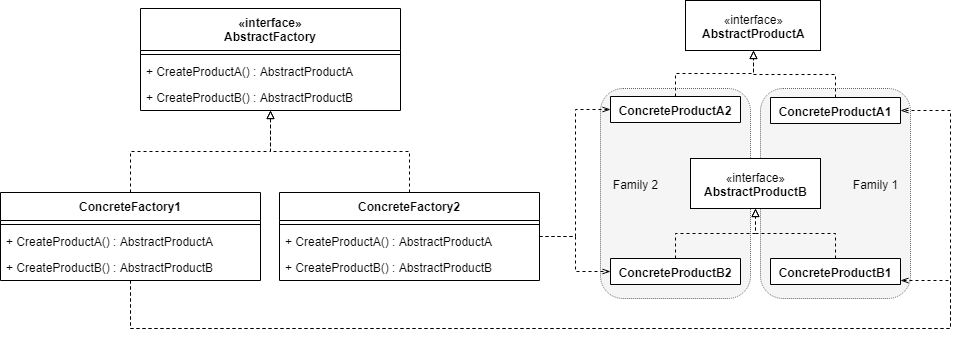 «interface»
AbstractFactory
+ CreateProductA() : AbstractProductA
+ CreateProductB() : AbstractProductB
ConcreteFactory1
+ CreateProductA() : AbstractProductA
+ CreateProductB() : AbstractProductB
ConcreteFactory2
+ CreateProductA() : AbstractProductA
+ CreateProductB() : AbstractProductB
«interface»
AbstractProductA
ConcreteProductA2
ConcreteProductA1
«interface»
AbstractProductB
Family 2
Family 1
ConcreteProductB2
ConcreteProductB1